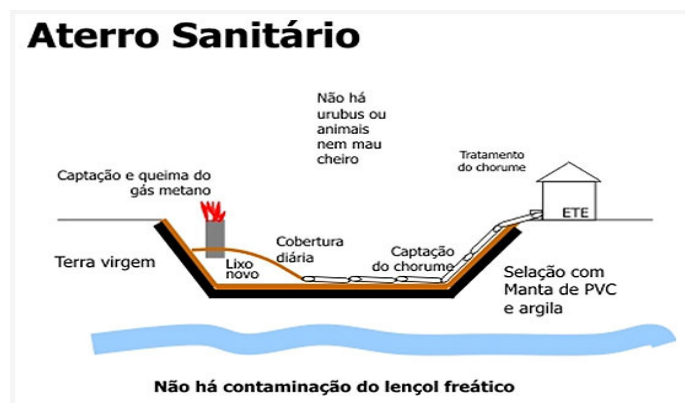 Aterro Sanitário
Não há
urubus ou
animais
nem mau
cheiro
Tratamento
do chorume
Captação e queima do
gás metano
ETE
Cobertura
diária
Captação
do chorume
Terra virgem
Lixo
novo
Selação com
Manta de PVC
e argila
Não há contaminação do lençol freático